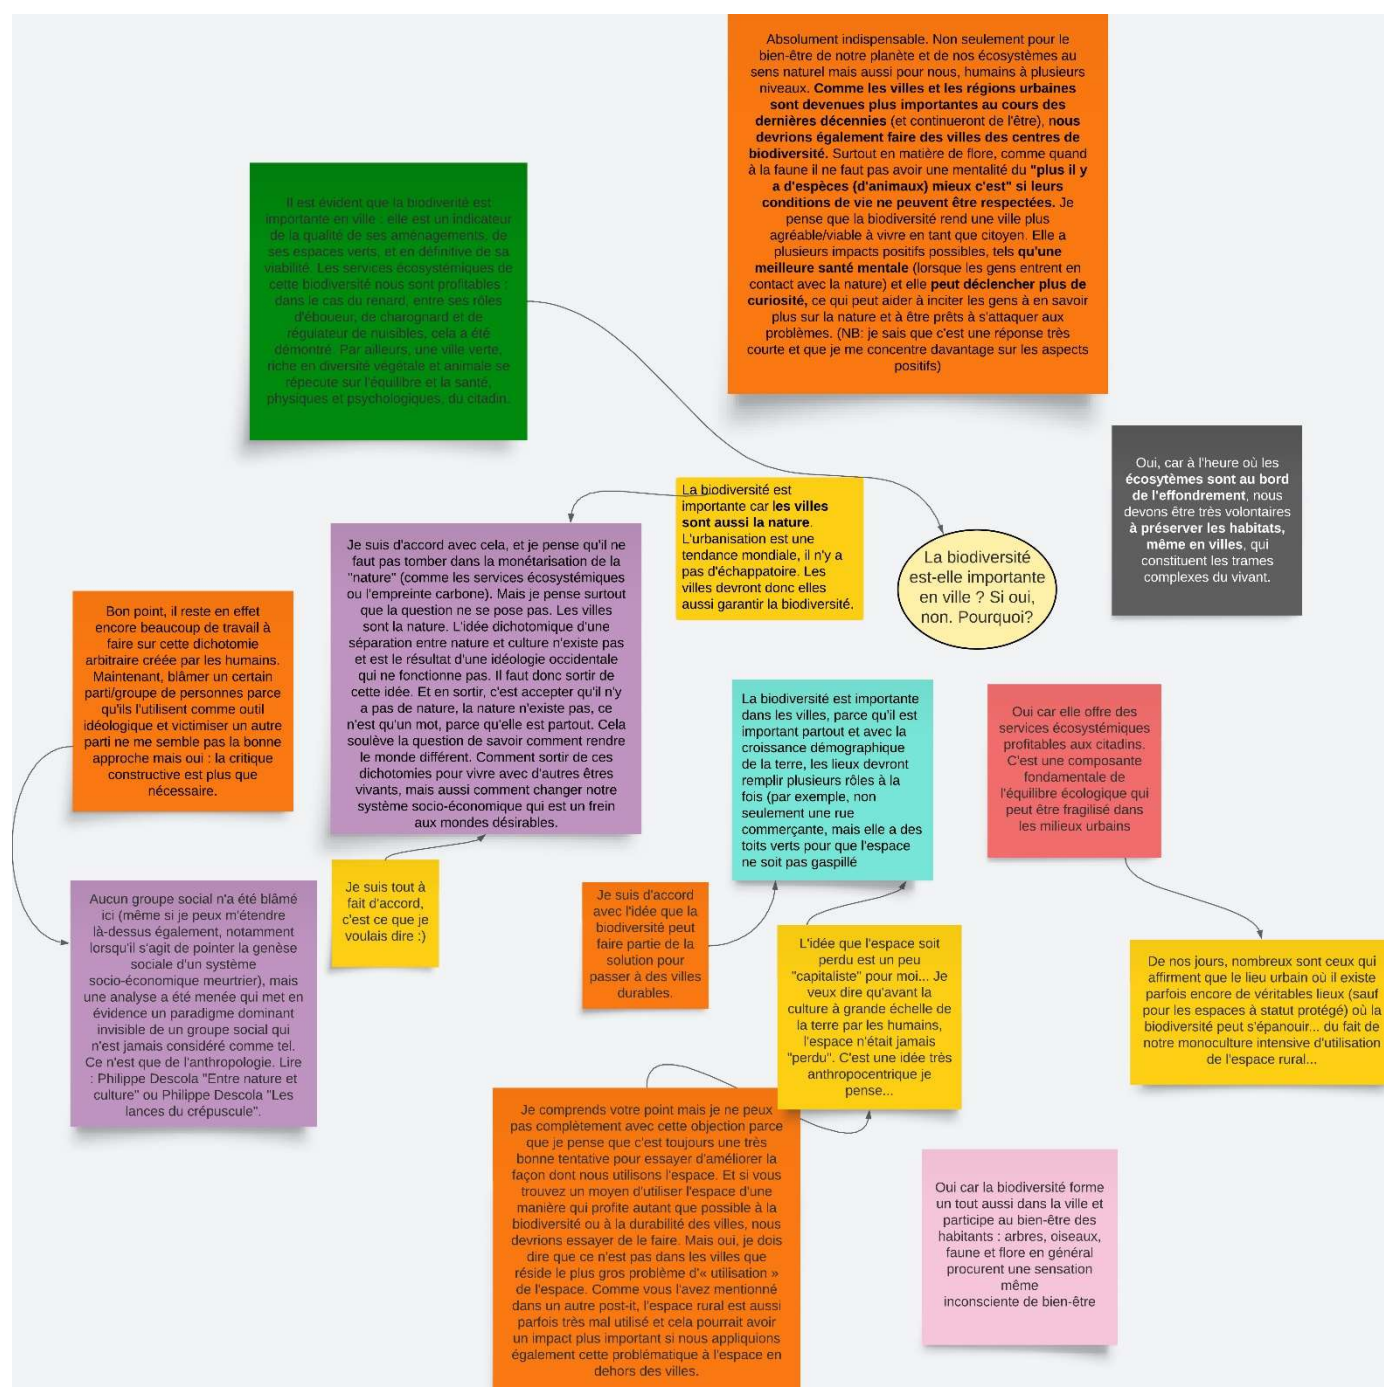 Absolument indispensable. Non seulement pour le
bien-être de notre planète et de nos écosystèmes au
sens naturel mais aussi pour nous, humains à plusieurs
niveaux. Comme les villes et les régions urbaines
sont devenues plus importantes au cours des
dernières décennies (et continueront de l'être), nous
devrions également faire des villes des centres de
biodiversité. Surtout en matière de flore, comme quand
à la faune il ne faut pas avoir une mentalité du "plus il y
a d'espèces (d'animaux) mieux c'est" si leurs
conditions de vie ne peuvent être respectées. Je
pense que la biodiversité rend une ville plus
agréable/viable à vivre en tant que citoyen. Elle a
plusieurs impacts positifs possibles, tels qu'une
meilleure santé mentale (lorsque les gens entrent en
contact avec la nature) et elle peut déclencher plus de
curiosité, ce qui peut aider à inciter les gens à en savoir
plus sur la nature et à être prêts à s'attaquer aux
problèmes. (NB: je sais que c'est une réponse très
courte et que je me concentre davantage sur les aspects
positifs)
Il est évident que la biodiverité est
importante en ville : elle est un indicateur
de la qualité de ses aménagements, de
ses espaces verts, et en définitive de sa
viabilité. Les services écosystémiques de
cette biodiversité nous sont profitables :
dans le cas du renard, entre ses rôles
d'éboueur, de charognard et de
régulateur de nuisibles, cela a été
démontré. Par ailleurs, une ville verte,
riche en diversité végétale et animale se
répecute sur l'équilibre et la santé,
physiques et psychologiques, du citadin.
Oui, car à l'heure où les
écosytèmes sont au bord
de l'effondrement, nous
devons être très volontaires
à préserver les habitats,
même en villes, qui
constituent les trames
complexes du vivant.
La biodiversité est
importante car les villes
sont aussi la nature.
L'urbanisation est une
tendance mondiale, il n'y a
pas d'échappatoire. Les
villes devront donc elles
aussi garantir la biodiversité.
La biodiversité
est-elle importante
en ville ? Si oui,
non. Pourquoi?
Je suis d'accord avec cela, et je pense qu'il ne
faut pas tomber dans la monétarisation de la
"nature" (comme les services écosystémiques
ou l'empreinte carbone). Mais je pense surtout
que la question ne se pose pas. Les villes
sont la nature. L'idée dichotomique d'une
séparation entre nature et culture n'existe pas
et est le résultat d'une idéologie occidentale
qui ne fonctionne pas. Il faut donc sortir de
cette idée. Et en sortir, c'est accepter qu'il n'y
a pas de nature, la nature n'existe pas, ce
n'est qu'un mot, parce qu'elle est partout. Cela
soulève la question de savoir comment rendre
le monde différent. Comment sortir de ces
dichotomies pour vivre avec d'autres êtres
vivants, mais aussi comment changer notre
système socio-économique qui est un frein
aux mondes désirables.
Bon point, il reste en effet
encore beaucoup de travail à
faire sur cette dichotomie
arbitraire créée par les humains.
Maintenant, blâmer un certain
parti/groupe de personnes parce
qu'ils l'utilisent comme outil
idéologique et victimiser un autre
parti ne me semble pas la bonne
approche mais oui : la critique
constructive est plus que
nécessaire.
La biodiversité est importante
dans les villes, parce qu'il est
important partout et avec la
croissance démographique
de la terre, les lieux devront
remplir plusieurs rôles à la
fois (par exemple, non
seulement une rue
commerçante, mais elle a des
toits verts pour que l'espace
ne soit pas gaspillé
Oui car elle offre des
services écosystémiques
profitables aux citadins.
C'est une composante
fondamentale de
l'équilibre écologique qui
peut être fragilisé dans
les milieux urbains
Je suis tout à
fait d'accord,
c'est ce que je
voulais dire :)
Aucun groupe social n'a été blâmé
ici (même si je peux m'étendre
là-dessus également, notamment
lorsqu'il s'agit de pointer la genèse
sociale d'un système
socio-économique meurtrier), mais
une analyse a été menée qui met en
évidence un paradigme dominant
invisible de un groupe social qui
n'est jamais considéré comme tel.
Ce n'est que de l'anthropologie. Lire
: Philippe Descola "Entre nature et
culture" ou Philippe Descola "Les
lances du crépuscule".
Je suis d'accord
avec l'idée que la
biodiversité peut
faire partie de la
solution pour
passer à des villes
durables.
L'idée que l'espace soit
perdu est un peu
"capitaliste" pour moi... Je
veux dire qu'avant la
culture à grande échelle de
la terre par les humains,
l'espace n'était jamais
"perdu". C'est une idée très
anthropocentrique je
pense...
De nos jours, nombreux sont ceux qui
affirment que le lieu urbain où il existe
parfois encore de véritables lieux (sauf
pour les espaces à statut protégé) où la
biodiversité peut s'épanouir... du fait de
notre monoculture intensive d'utilisation
de l'espace rural...
Je comprends votre point mais je ne peux
pas complètement avec cette objection parce
que je pense que c'est toujours une très
bonne tentative pour essayer d'améliorer la
façon dont nous utilisons l'espace. Et si vous
trouvez un moyen d'utiliser l'espace d'une
manière qui profite autant que possible à la
biodiversité ou à la durabilité des villes, nous
devrions essayer de le faire. Mais oui, je dois
dire que ce n'est pas dans les villes que
réside le plus gros problème d'« utilisation »
de l'espace. Comme vous l'avez mentionné
dans un autre post-it, l'espace rural est aussi
parfois très mal utilisé et cela pourrait avoir
un impact plus important si nous appliquions
également cette problématique à l'espace en
dehors des villes.
Oui car la biodiversité forme
un tout aussi dans la ville et
participe au bien-être des
habitants : arbres, oiseaux,
faune et flore en général
procurent une sensation
même
inconsciente de bien-être